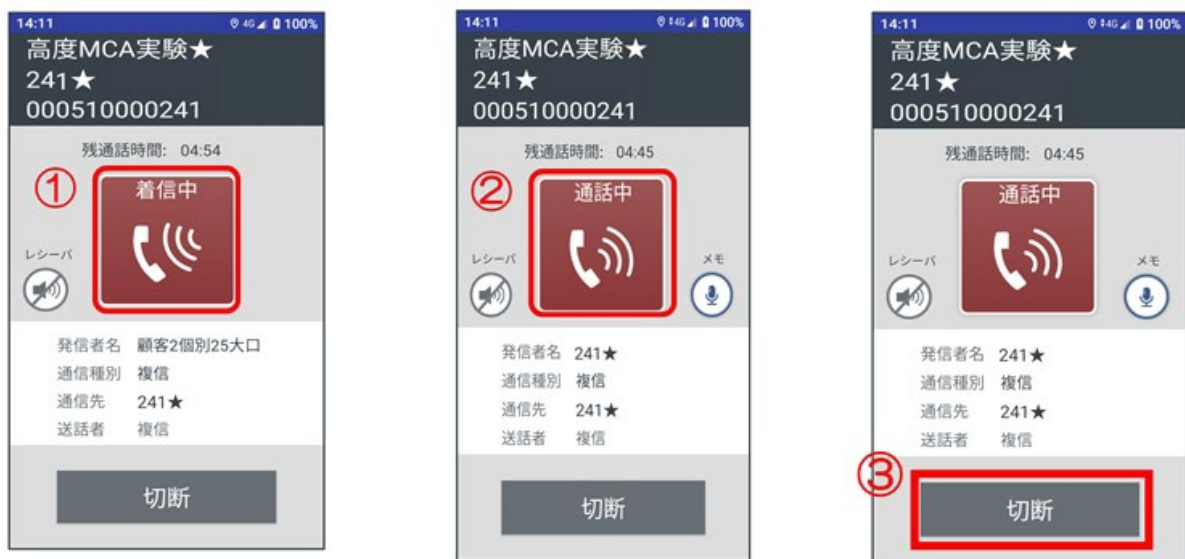 14:11 4G 100%
高度MCA実験★
241★
000510000241
残通話時間: 04:54
①
着信中
レシーバ
発信者名 顧客2個別25大口
通信種別 複信
通信先 241★
送話者 複信
切断
14:11 4G 100%
高度MCA実験★
241★
000510000241
残通話時間: 04:45
②
通話中
レシーバ
メモ
発信者名 241★
通信種別 複信
通信先 241★
送話者 複信
切断
14:11 4G 100%
高度MCA実験★
241★
000510000241
残通話時間: 04:45
通話中
レシーバ
メモ
発信者名 241★
通信種別 複信
通信先 241★
送話者 複信
③
切断